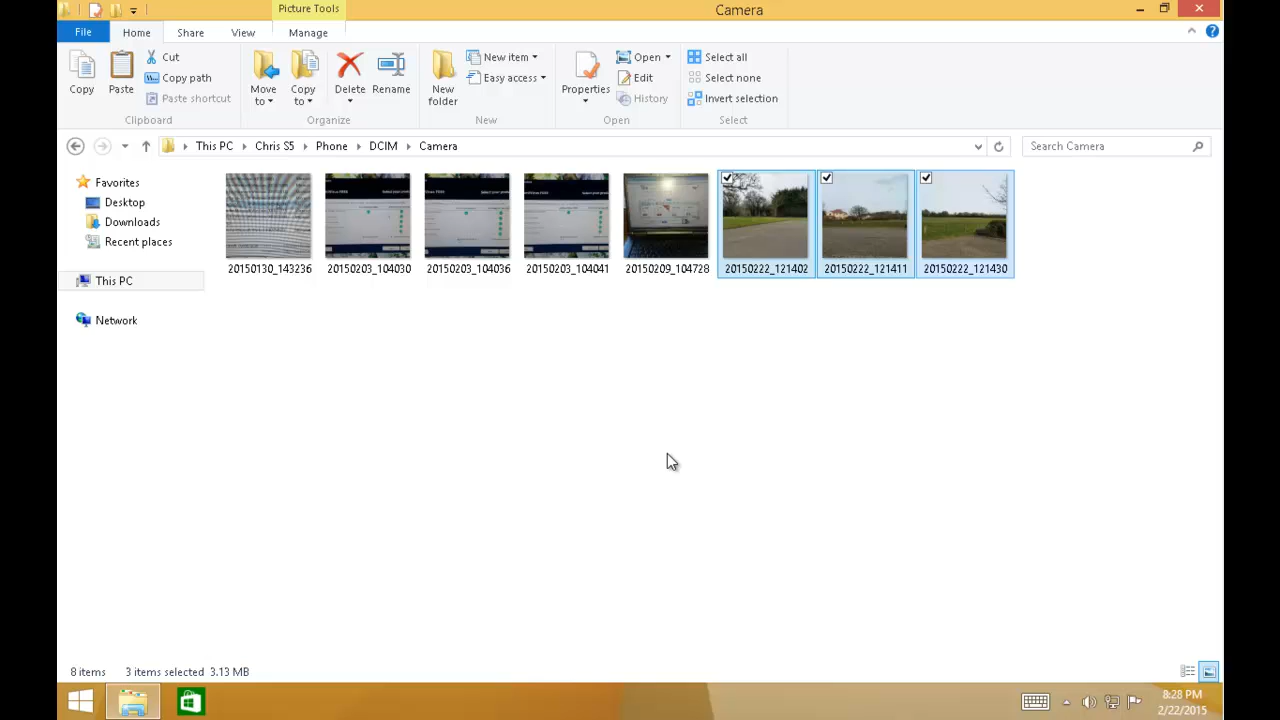 Picture Tools
Camera
File
Home
Share
View
Manage
Copy
Paste
Cut
Copy path
Paste shortcut
Clipboard
Move to
Copy to
Delete
Rename
Organize
New folder
New item
Easy access
New
Properties
Open
Edit
History
Open
Select all
Select none
Invert selection
Select
This PC
Chris S5
Phone
DCIM
Camera
Search Camera
Favorites
Desktop
Downloads
Recent places
This PC
Network
20150130_143236
20150203_104030
20150203_104036
20150203_104041
20150209_104728
20150222_121402
20150222_121411
20150222_121430
8 items
3 items selected 3.13 MB
8:28 PM
2/22/2015